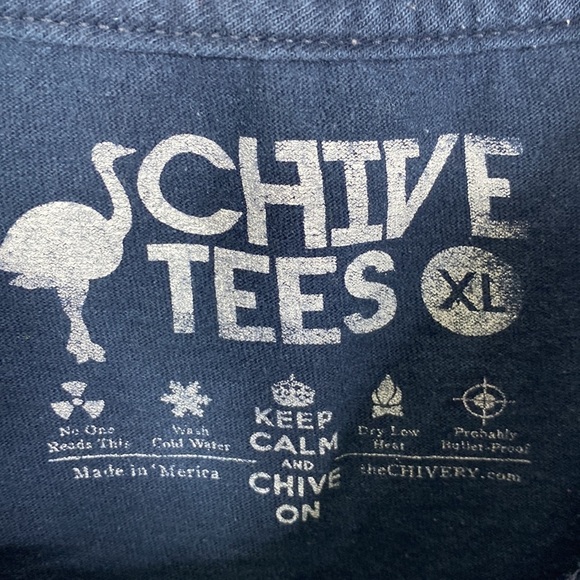 CHIVE
TEES XL
No One
Reads This
Wash
Cold Water
KEEP
CALM
AND
CHIVE
ON
Dry Low
Heat
Probably
Bullet-Proof
Made in 'Merica
theCHIVERY.com